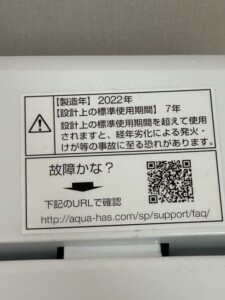 【製造年】2022年
【設計上の標準使用期間】7年
設計上の標準使用期間を超えて使用
されますと、経年劣化による発火・
けが等の事故に至る恐れがあります。
故障かな？
下記のURLで確認
http://aqua-has.com/sp/support/faq/